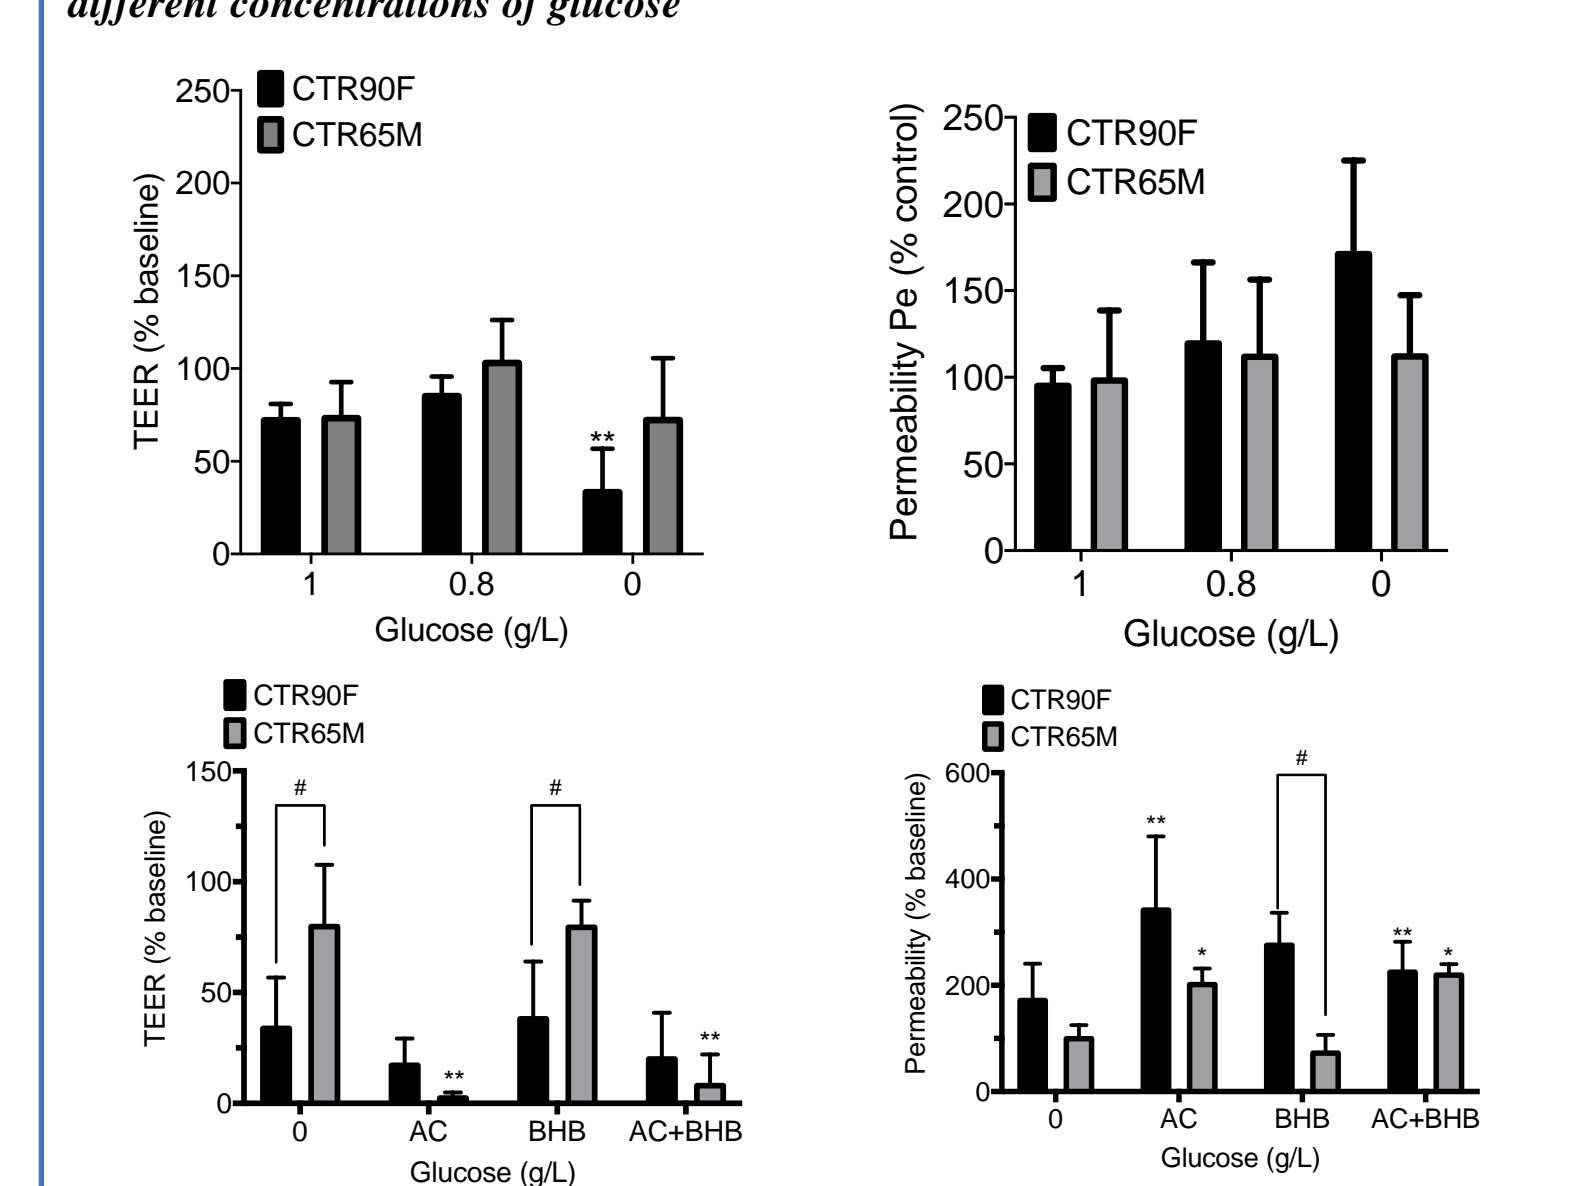 different concentrations of glucose
CTR90F
CTR65M
TEER (% baseline)
250
200
150
100
50
0
**
1 0.8 0
Glucose (g/L)
CTR90F
CTR65M
Permeability Pe (% control)
250
200
150
100
50
0
1 0.8 0
Glucose (g/L)
CTR90F
CTR65M
TEER (% baseline)
150
100
50
0
# #
** **
0 AC BHB AC+BHB
Glucose (g/L)
CTR90F
CTR65M
Permeability (% baseline)
600
400
200
0
#
** * ** *
0 AC BHB AC+BHB
Glucose (g/L)